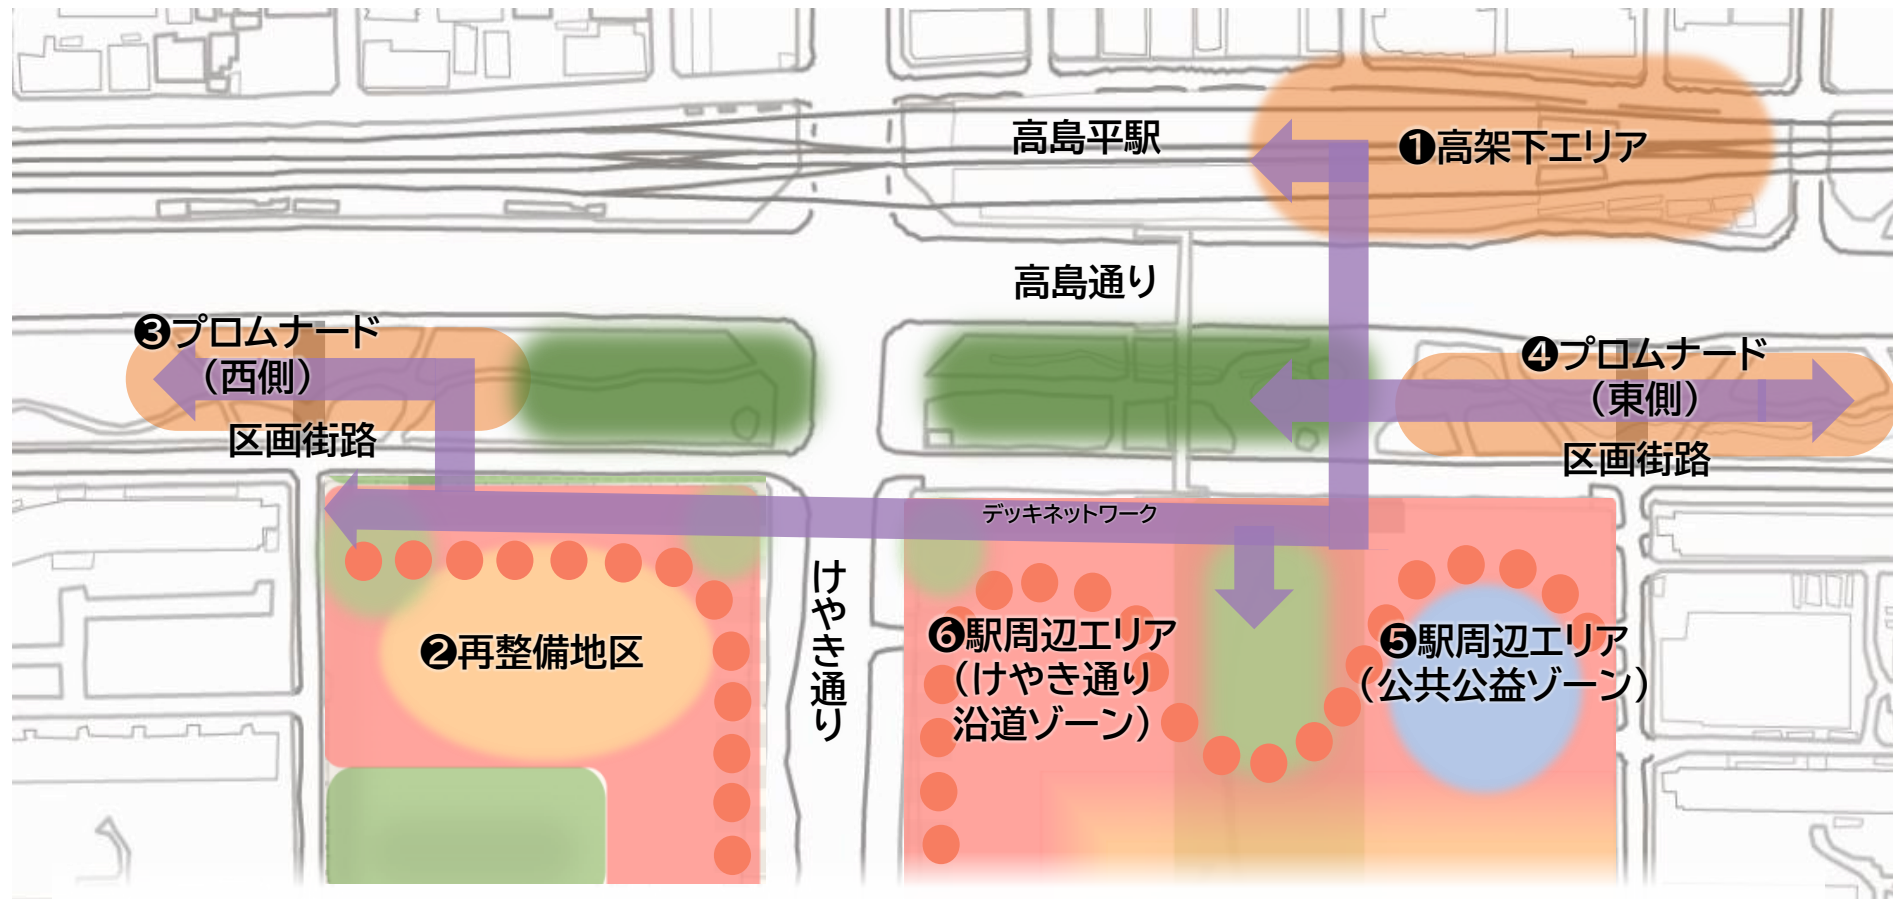 高島平駅
❶高架下エリア
高島通り
❸プロムナード
（西側）
区画街路
❹プロムナード
（東側）
区画街路
デッキネットワーク
けやき通り
❷再整備地区
❻駅周辺エリア
（けやき通り
沿道ゾーン）
❺駅周辺エリア
（公共公益ゾーン）